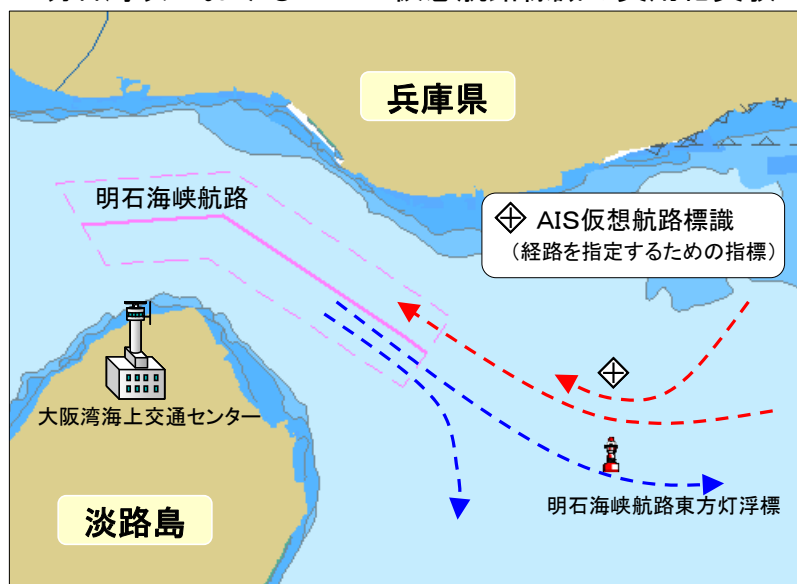 兵庫県
明石海峡航路
AIS仮想航路標識
（経路を指定するための指標）
大阪湾海上交通センター
明石海峡航路東方灯浮標
淡路島